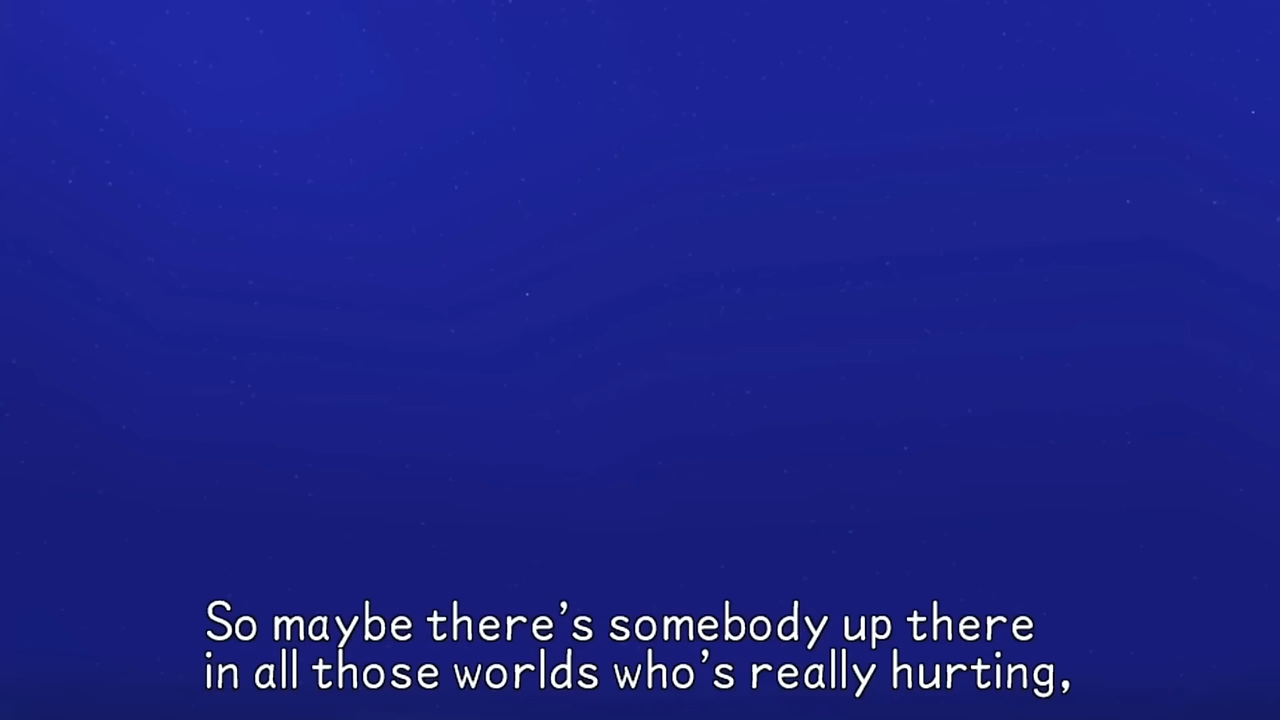 So maybe there’s somebody up there
in all those worlds who’s really hurting,